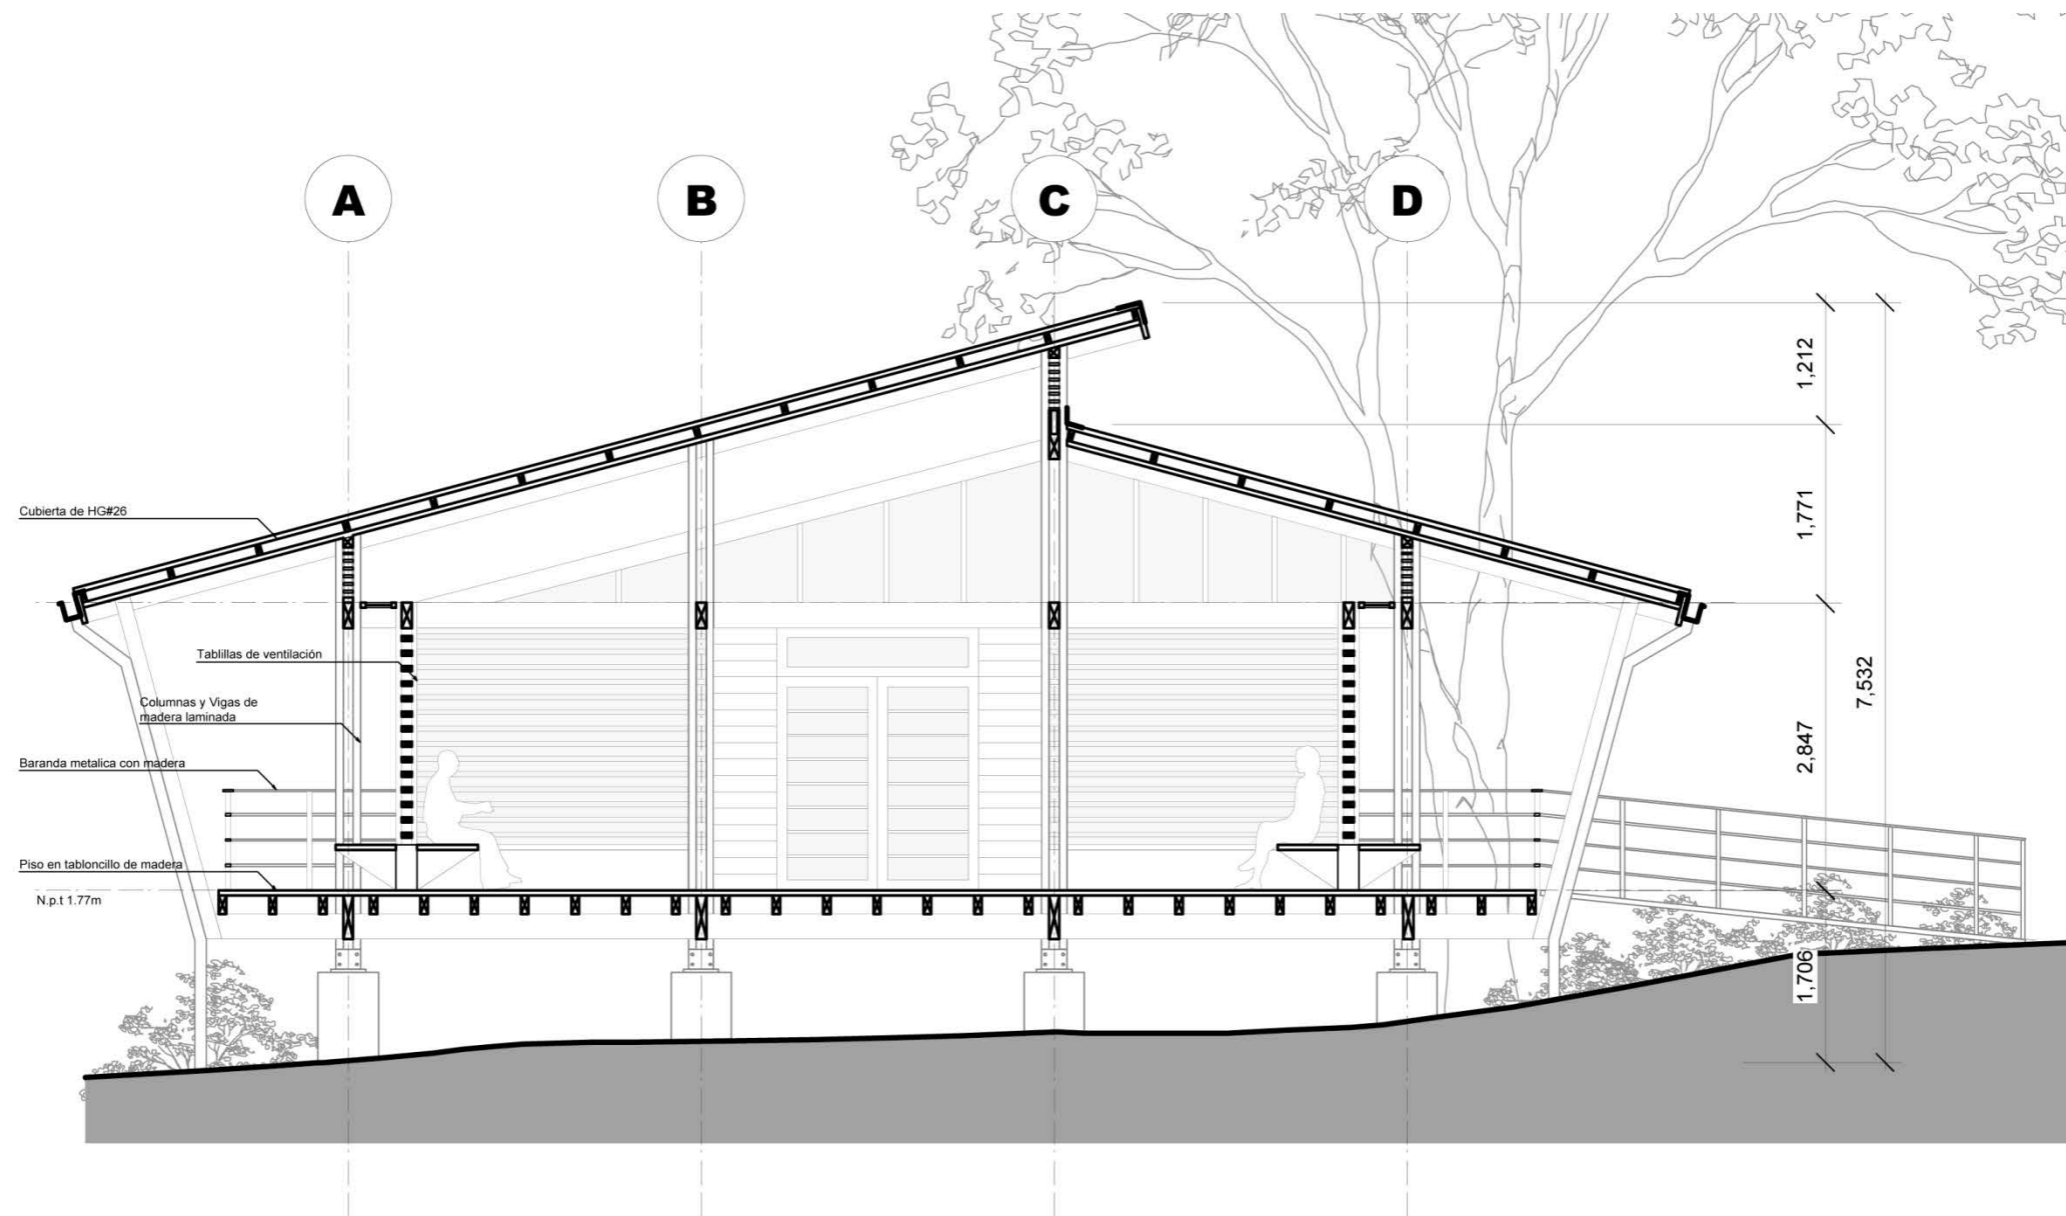 A
B
C
D
1,212
Cubierta de HG#26
1,771
Tablillas de ventilación
7,532
Columnas y Vigas de
madera laminada
2,847
Baranda metalica con madera
Piso en tabloncillo de madera
N.p.t 1.77m
1,706